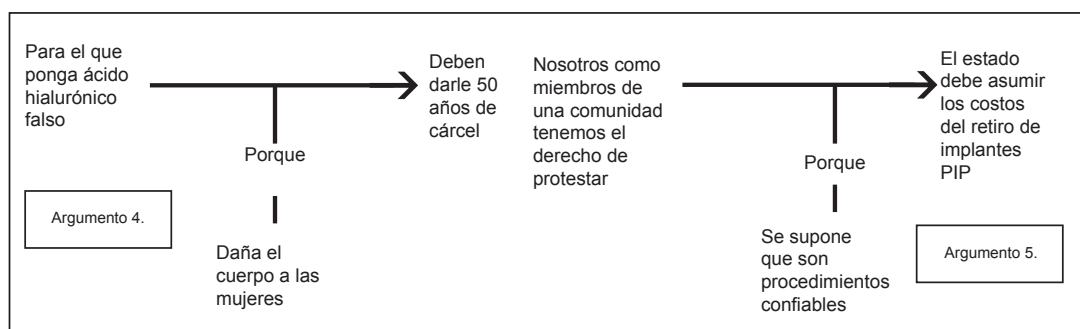 Para el que
ponga ácido
hialurónico
falso
Porque
Daña el
cuerpo a las
mujeres
Deben
darle 50
años de
cárcel
Argumento 4.
Nosotros como
miembros de
una comunidad
tenemos el
derecho de
protestar
Porque
Se supone
que son
procedimientos
confiables
El estado
debe asumir
los costos
del retiro de
implantes
PIP
Argumento 5.